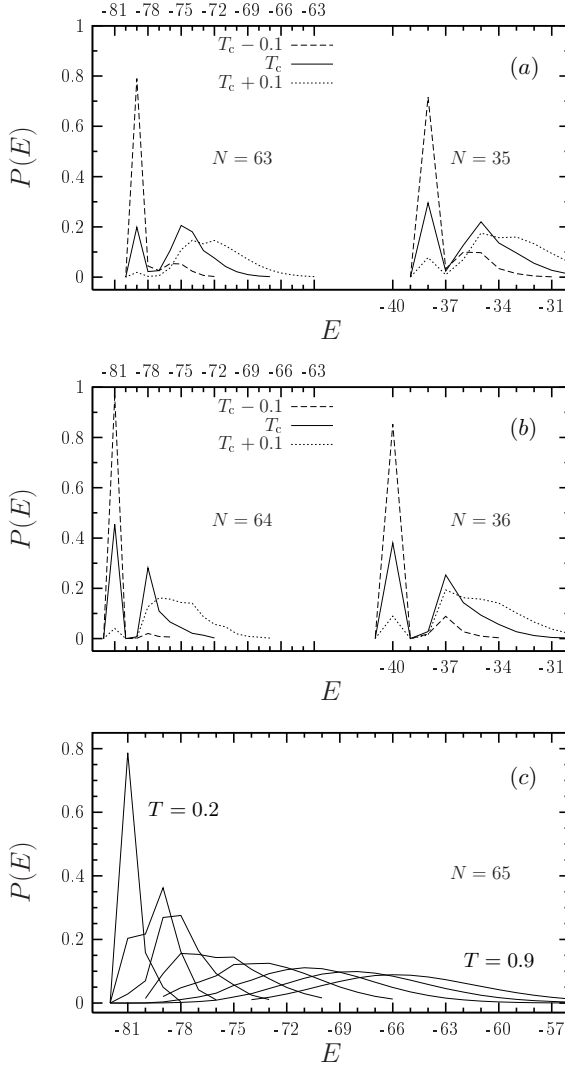 -81 -78 -75 -72 -69 -66 -63
T_c − 0.1
T_c
T_c + 0.1
(a)
1
0.8
0.6
0.4
0.2
0
P(E)
N = 63
N = 35
-40 -37 -34 -31
E
-81 -78 -75 -72 -69 -66 -63
T_c − 0.1
T_c
T_c + 0.1
(b)
1
0.8
0.6
0.4
0.2
0
P(E)
N = 64
N = 36
-40 -37 -34 -31
E
(c)
0.8
0.6
0.4
0.2
0
P(E)
T = 0.2
N = 65
T = 0.9
-81 -78 -75 -72 -69 -66 -63 -60 -57
E